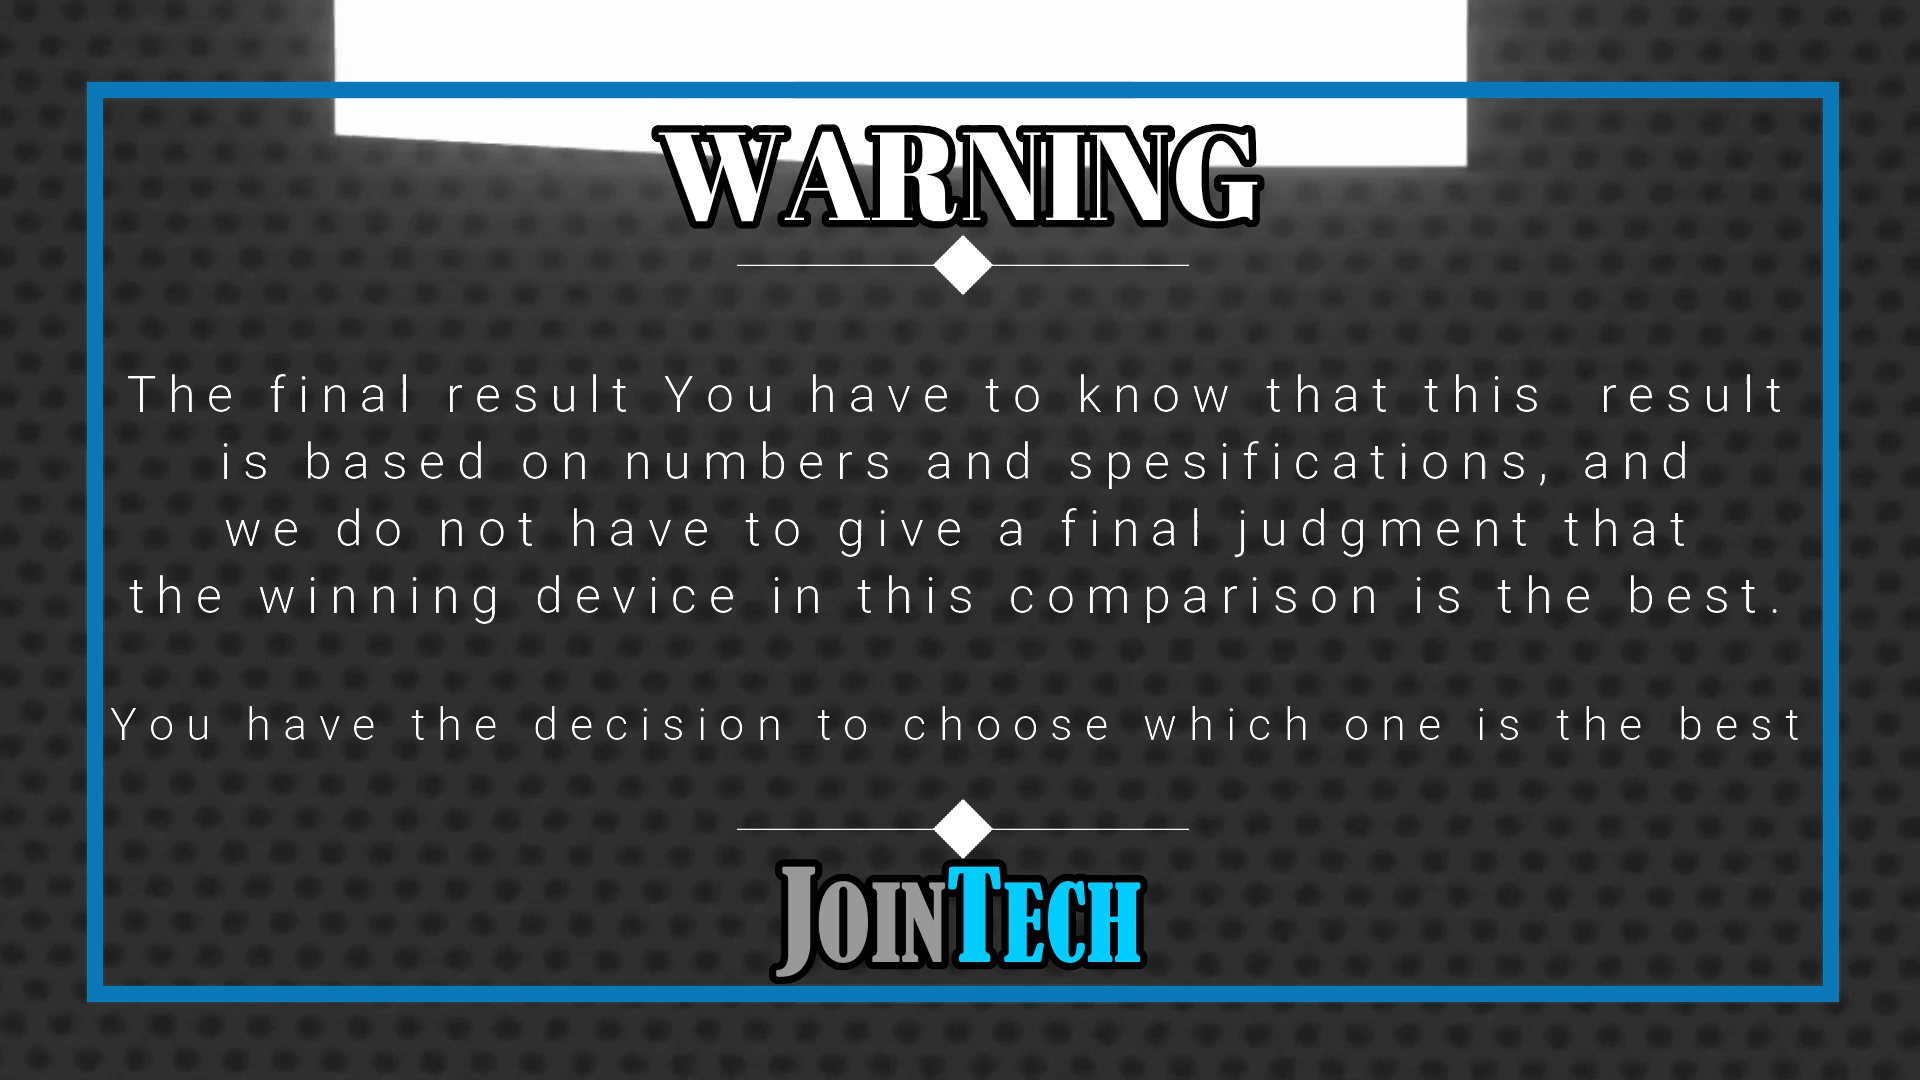 WARNING
The final result You have to know that this result
is based on numbers and spesifications, and
we do not have to give a final judgment that
the winning device in this comparison is the best.
You have the decision to choose which one is the best
JOINTECH